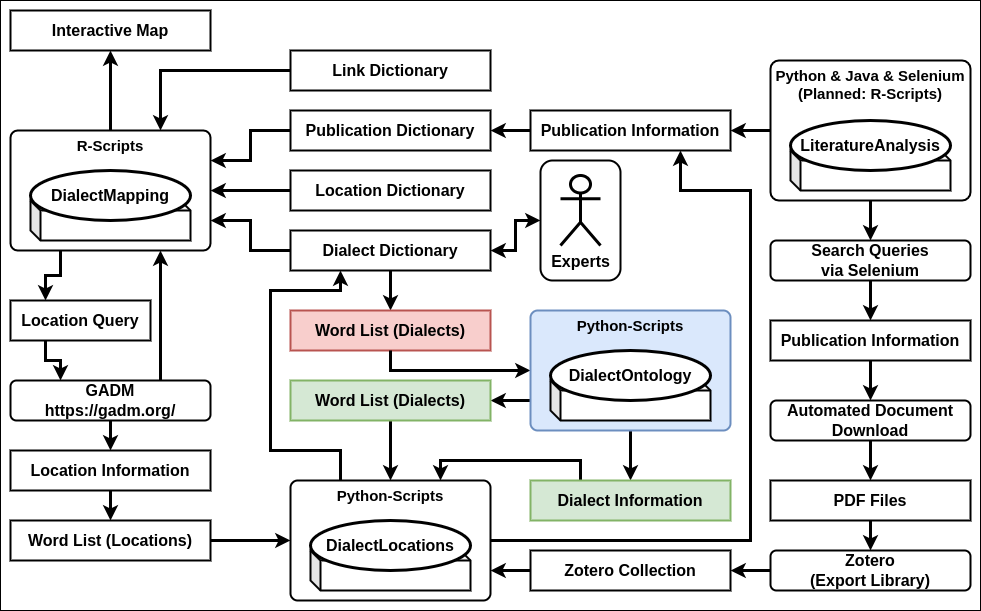 Interactive Map
Link Dictionary
Python & Java & Selenium
(Planned: R-Scripts)
LiteratureAnalysis
Publication Dictionary
Publication Information
R-Scripts
DialectMapping
Location Dictionary
Dialect Dictionary
Experts
Search Queries
via Selenium
Location Query
Word List (Dialects)
Python-Scripts
DialectOntology
Publication Information
GADM
https://gadm.org/
Word List (Dialects)
Automated Document
Download
Location Information
Python-Scripts
DialectLocations
Dialect Information
PDF Files
Word List (Locations)
Zotero Collection
Zotero
(Export Library)